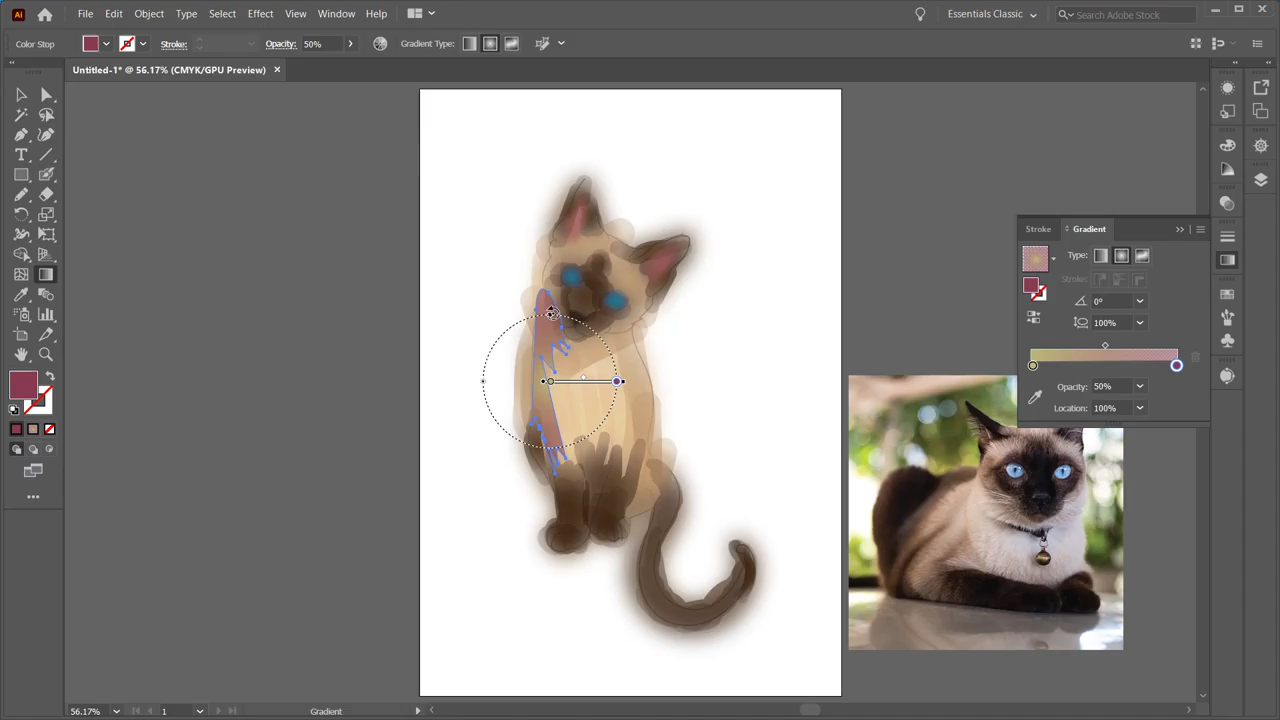 Ai File Edit Object Type Select Effect View Window Help Essentials Classic Search Adobe Stock
Color Stop Stroke: Opacity: 50% Gradient Type:
Untitled-1* @ 56.17% (CMYK/GPU Preview) ×
Stroke Gradient
Type:
Stroke:
0°
100%
Opacity: 50%
Location: 100%
56.17% 1 Gradient